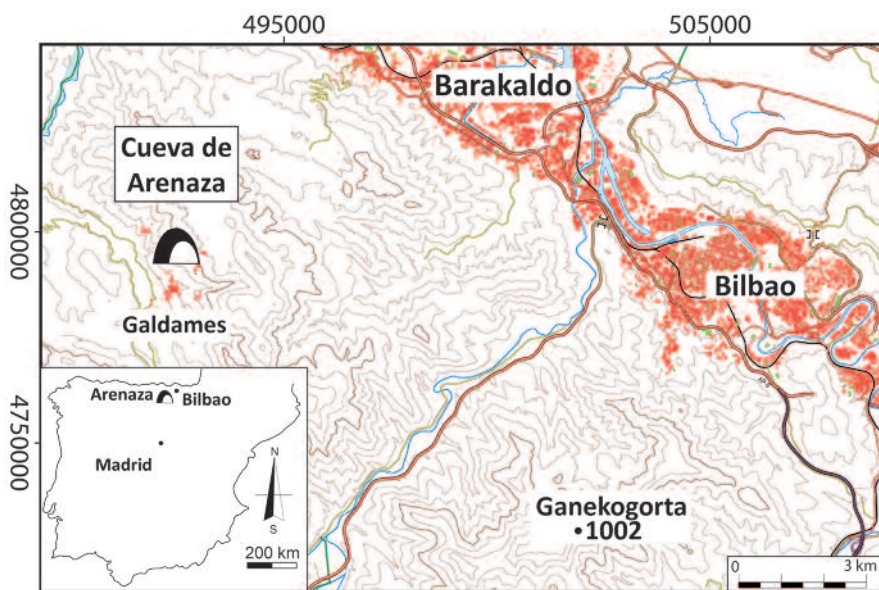 495000
505000
Barakaldo
Cueva de
Arenaza
4800000
Bilbao
Galdames
4750000
Arenaza
Bilbao
Madrid
N
S
200 km
Ganekogorta
1002
0 3 km